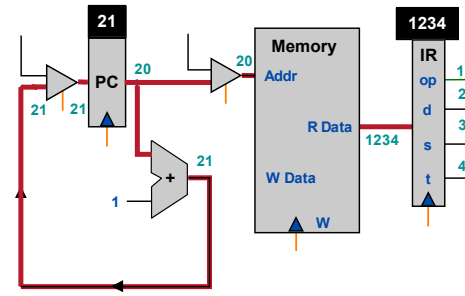 21
1234
PC
20
20
Memory
Addr
R Data
W Data
W
IR
op
d
s
t
1
2
3
4
21
21
1234
+
21
1